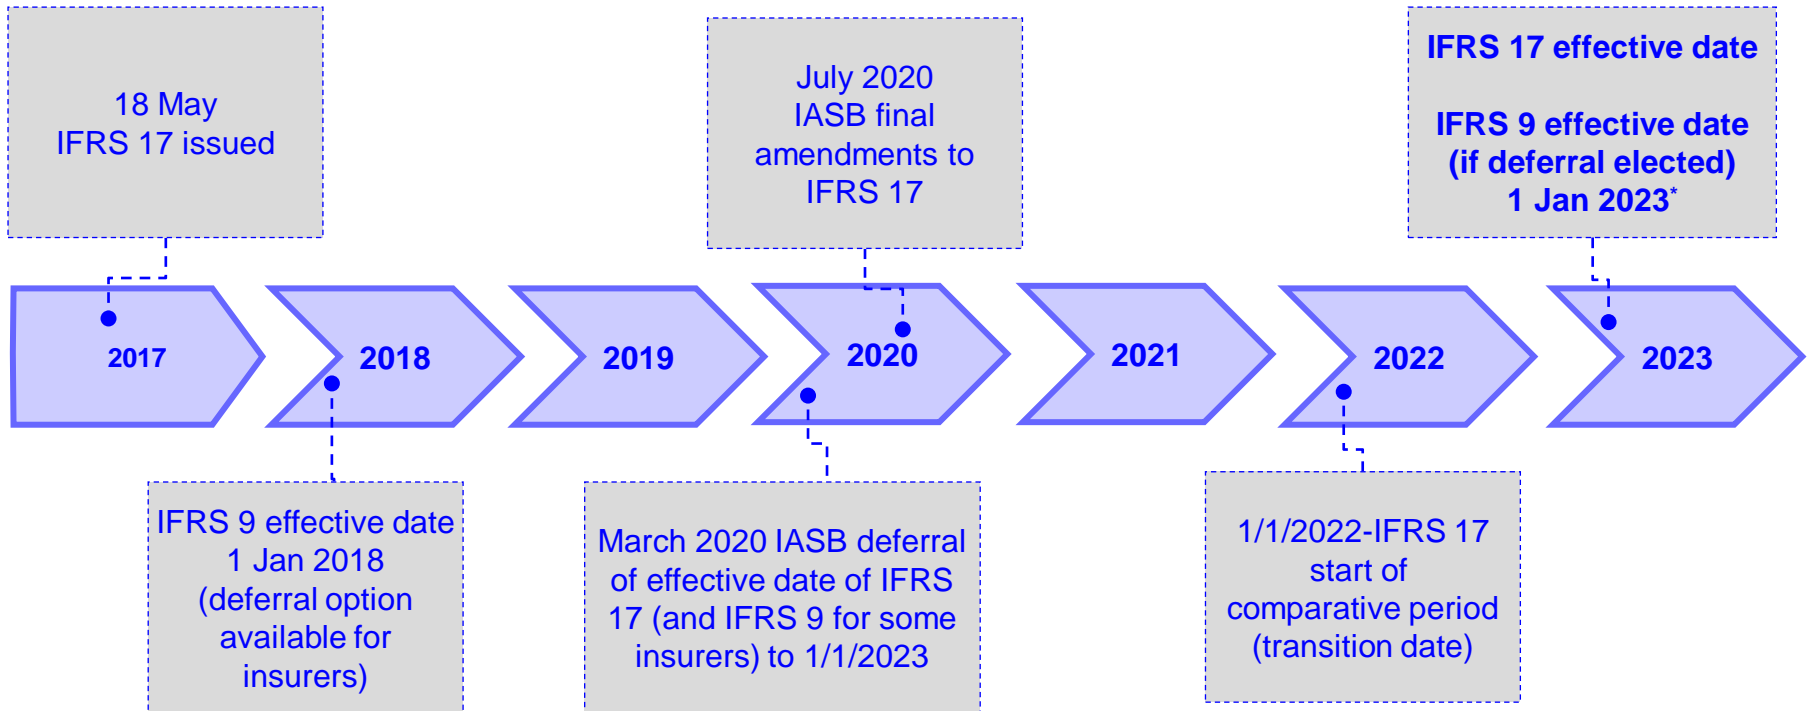 18 May
IFRS 17 issued
July 2020
IASB final
amendments to
IFRS 17
IFRS 17 effective date
IFRS 9 effective date
(if deferral elected)
1 Jan 2023*
2017
2018
2019
2020
2021
2022
2023
IFRS 9 effective date
1 Jan 2018
(deferral option
available for
insurers)
March 2020 IASB deferral
of effective date of IFRS
17 (and IFRS 9 for some
insurers) to 1/1/2023
1/1/2022-IFRS 17
start of
comparative period
(transition date)